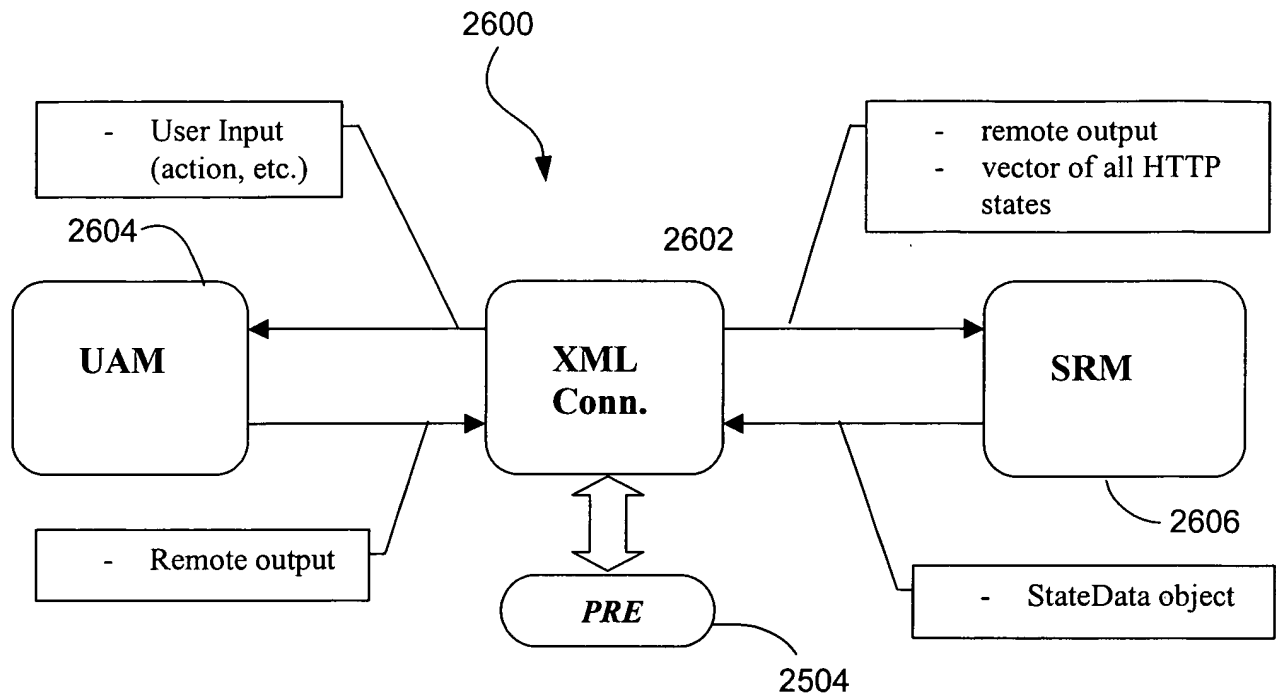 2600
- User Input
(action, etc.)
- remote output
- vector of all HTTP
states
2604
2602
UAM
XML
Conn.
SRM
2606
- Remote output
- StateData object
PRE
2504